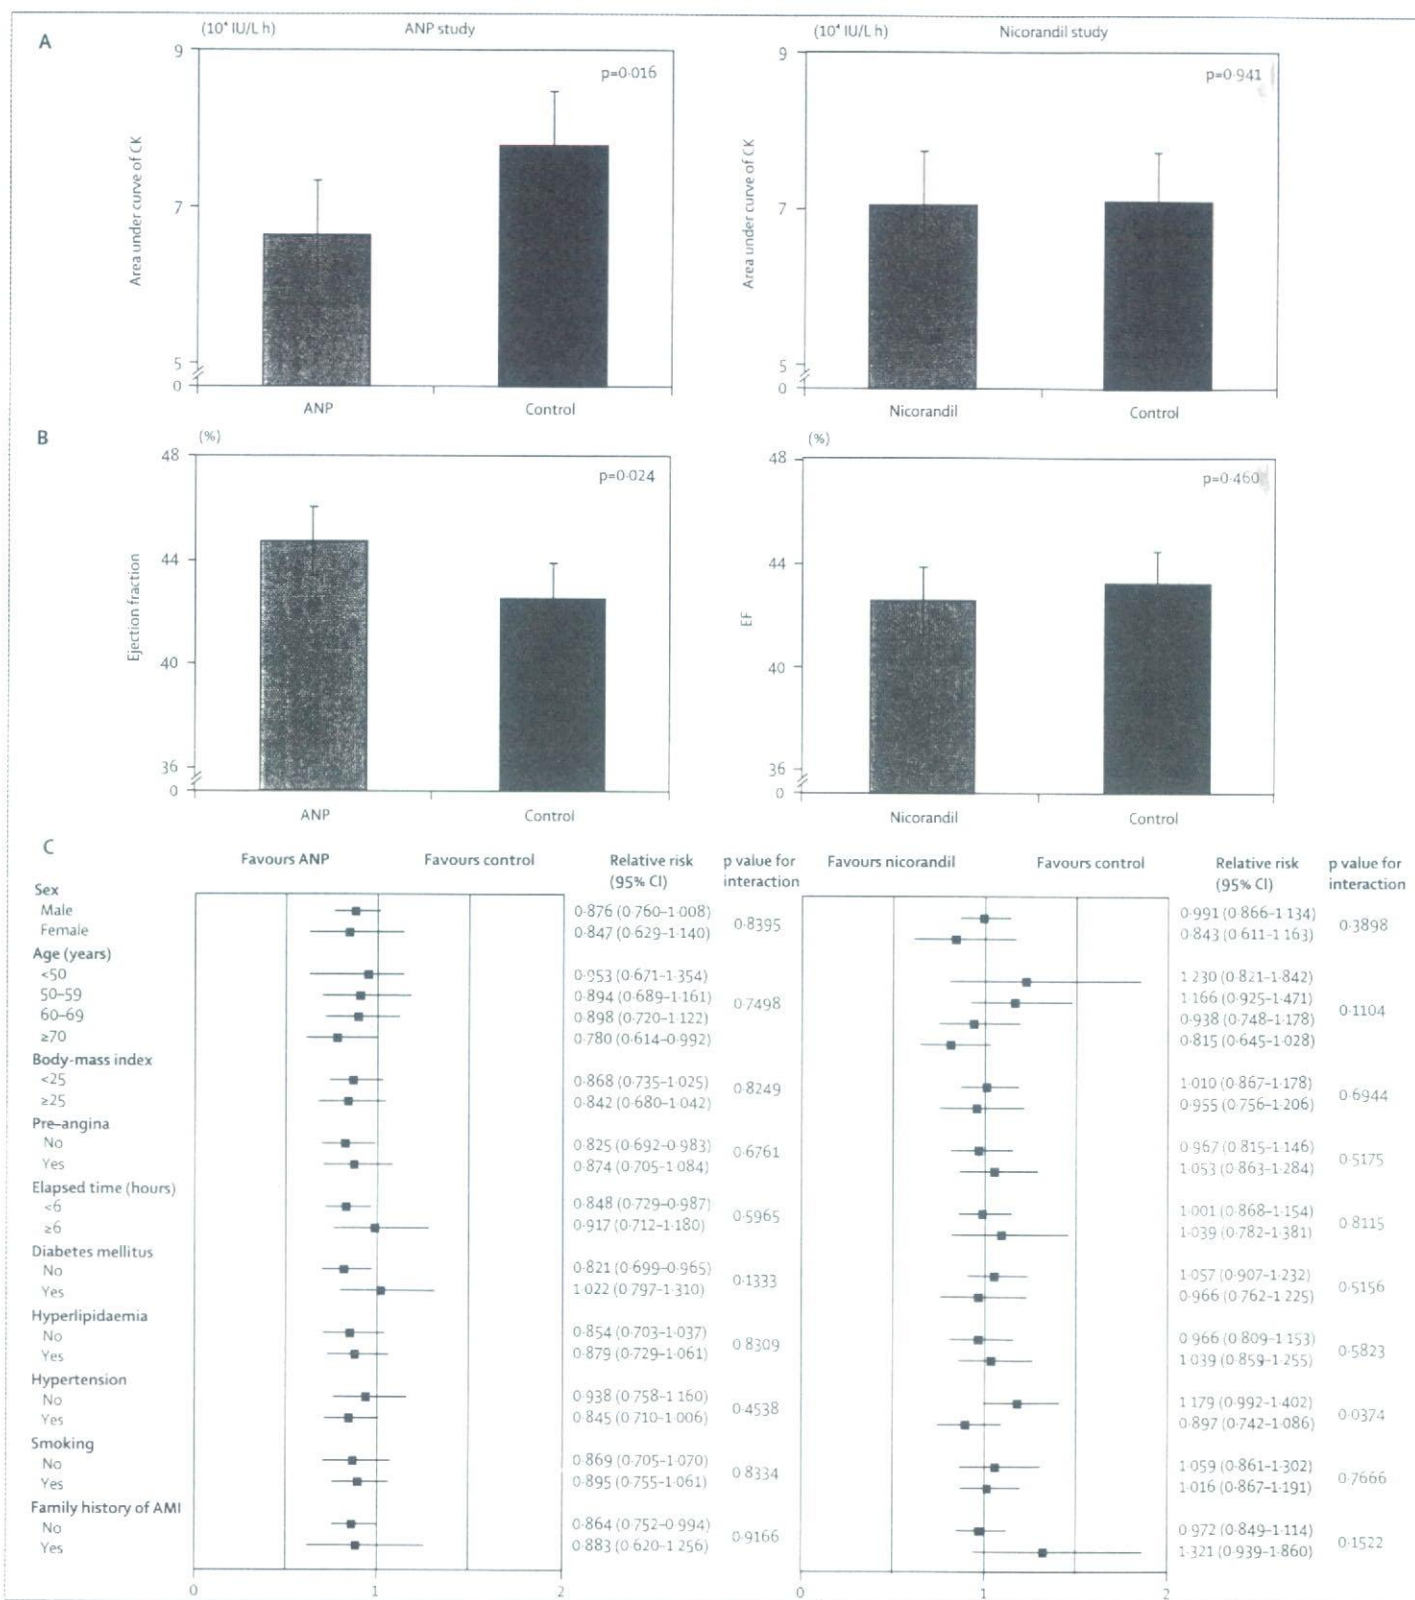 A
(10⁴ IU/L h) ANP study
9
p=0·016
Area under curve of CK
7
5
0
ANP Control
(10⁴ IU/L h) Nicorandil study
9
p=0·941
Area under curve of CK
7
5
0
Nicorandil Control
B
(%)
48
p=0·024
Ejection fraction
44
40
36
0
ANP Control
(%)
48
p=0·460
EF
44
40
36
0
Nicorandil Control
C
Favours ANP Favours control Relative risk (95% CI) p value for interaction Favours nicorandil Favours control Relative risk (95% CI) p value for interaction
Sex
Male 0·876 (0·760–1·008) 0·991 (0·866–1·134)
0·8395 0·3898
Female 0·847 (0·629–1·140) 0·843 (0·611–1·163)
Age (years)
<50 0·953 (0·671–1·354) 1·230 (0·821–1·842)
50–59 0·894 (0·689–1·161) 1·166 (0·925–1·471)
0·7498 0·1104
60–69 0·898 (0·720–1·122) 0·938 (0·748–1·178)
≥70 0·780 (0·614–0·992) 0·815 (0·645–1·028)
Body-mass index
<25 0·868 (0·735–1·025) 1·010 (0·867–1·178)
0·8249 0·6944
≥25 0·842 (0·680–1·042) 0·955 (0·756–1·206)
Pre-angina
No 0·825 (0·692–0·983) 0·967 (0·815–1·146)
0·6761 0·5175
Yes 0·874 (0·705–1·084) 1·053 (0·863–1·284)
Elapsed time (hours)
<6 0·848 (0·729–0·987) 1·001 (0·868–1·154)
0·5965 0·8115
≥6 0·917 (0·712–1·180) 1·039 (0·782–1·381)
Diabetes mellitus
No 0·821 (0·699–0·965) 1·057 (0·907–1·232)
0·1333 0·5156
Yes 1·022 (0·797–1·310) 0·966 (0·762–1·225)
Hyperlipidaemia
No 0·854 (0·703–1·037) 0·966 (0·809–1·153)
0·8309 0·5823
Yes 0·879 (0·729–1·061) 1·039 (0·859–1·255)
Hypertension
No 0·938 (0·758–1·160) 1·179 (0·992–1·402)
0·4538 0·0374
Yes 0·845 (0·710–1·006) 0·897 (0·742–1·086)
Smoking
No 0·869 (0·705–1·070) 1·059 (0·861–1·302)
0·8334 0·7666
Yes 0·895 (0·755–1·061) 1·016 (0·867–1·191)
Family history of AMI
No 0·864 (0·752–0·994) 0·972 (0·849–1·114)
0·9166 0·1522
Yes 0·883 (0·620–1·256) 1·321 (0·939–1·860)
0 1 2 0 1 2